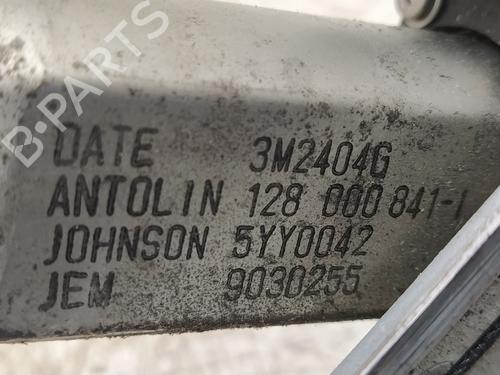 DATE 3M2404G
ANTOLIN 128 000 841-1
JOHNSON 5YY0042
JEM 9030255
B-PARTS